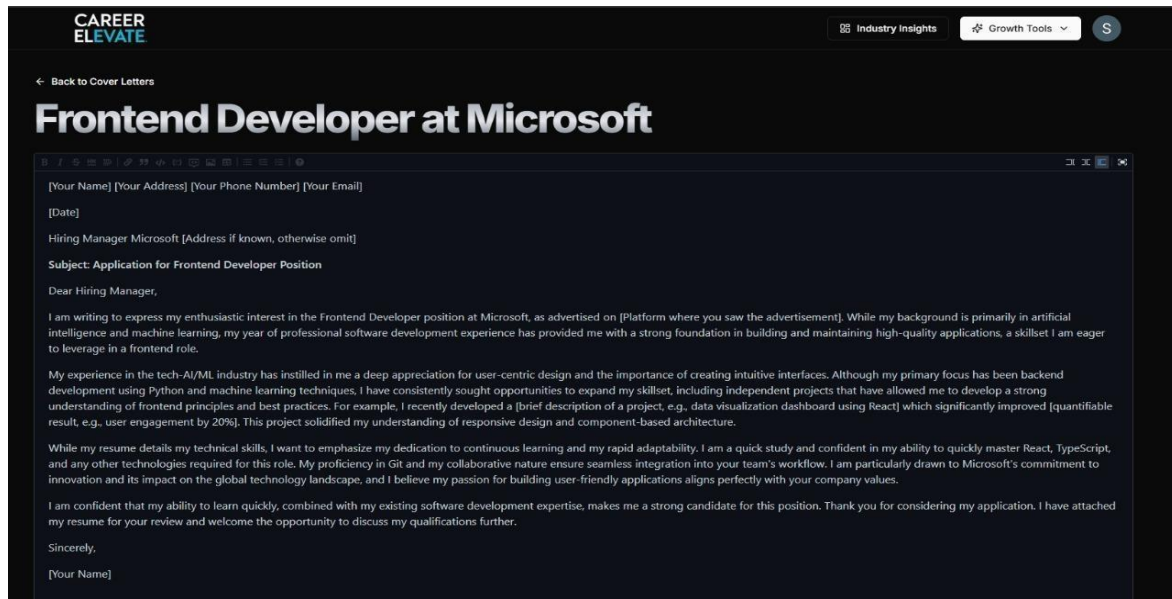 CAREER
ELEVATE
Industry Insights
Growth Tools
S
Back to Cover Letters
Frontend Developer at Microsoft
[Your Name] [Your Address] [Your Phone Number] [Your Email]
[Date]
Hiring Manager Microsoft [Address if known, otherwise omit]
Subject: Application for Frontend Developer Position
Dear Hiring Manager,
I am writing to express my enthusiastic interest in the Frontend Developer position at Microsoft, as advertised on [Platform where you saw the advertisement]. While my background is primarily in artificial
intelligence and machine learning, my year of professional software development experience has provided me with a strong foundation in building and maintaining high-quality applications, a skillset I am eager
to leverage in a frontend role.
My experience in the tech-AI/ML industry has instilled in me a deep appreciation for user-centric design and the importance of creating intuitive interfaces. Although my primary focus has been backend
development using Python and machine learning techniques, I have consistently sought opportunities to expand my skillset, including independent projects that have allowed me to develop a strong
understanding of frontend principles and best practices. For example, I recently developed a [brief description of a project, e.g., data visualization dashboard using React] which significantly improved [quantifiable
result, e.g., user engagement by 20%]. This project solidified my understanding of responsive design and component-based architecture.
While my resume details my technical skills, I want to emphasize my dedication to continuous learning and my rapid adaptability. I am a quick study and confident in my ability to quickly master React, TypeScript,
and any other technologies required for this role. My proficiency in Git and my collaborative nature ensure seamless integration into your team's workflow. I am particularly drawn to Microsoft's commitment to
innovation and its impact on the global technology landscape, and I believe my passion for building user-friendly applications aligns perfectly with your company values.
I am confident that my ability to learn quickly, combined with my existing software development expertise, makes me a strong candidate for this position. Thank you for considering my application. I have attached
my resume for your review and welcome the opportunity to discuss my qualifications further.
Sincerely,
[Your Name]